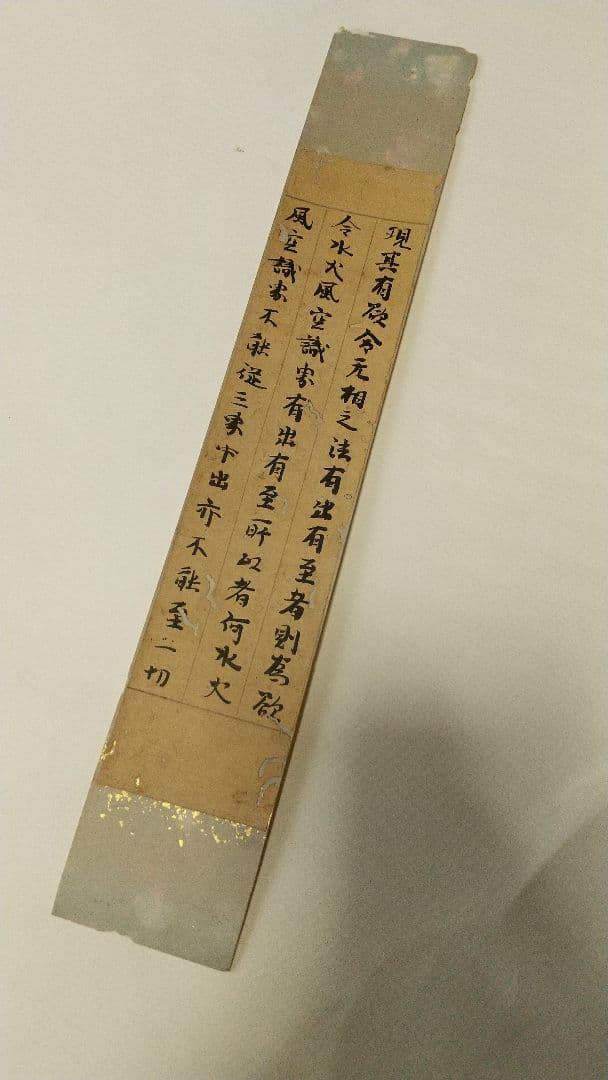 現其有欲令无相之法有出有至者則為欲
令水火風空識界有出有至所以者何水火
風空識界不能從三界中出亦不能至一切